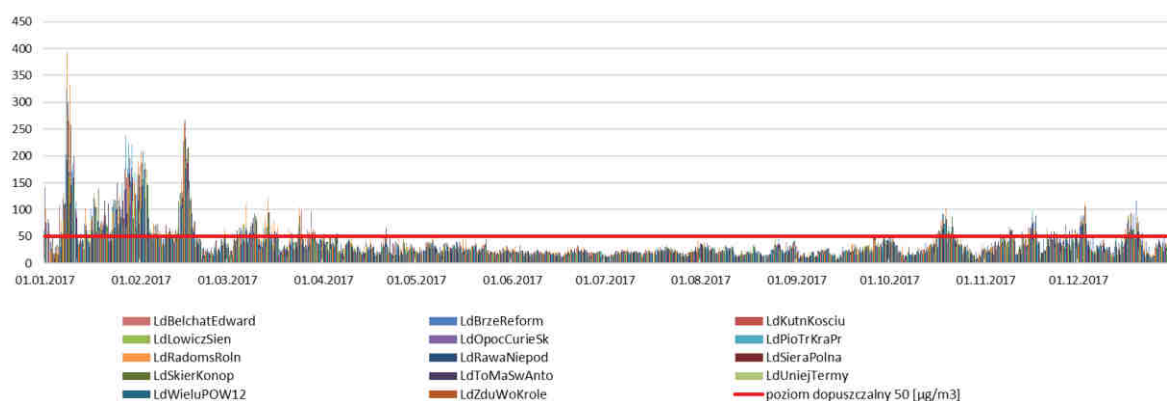 450
400
350
300
250
200
150
100
50
0
01.01.2017 01.02.2017 01.03.2017 01.04.2017 01.05.2017 01.06.2017 01.07.2017 01.08.2017 01.09.2017 01.10.2017 01.11.2017 01.12.2017
LdBelchatEdward LdBrzeReform LdKutnKosciu
LdLowiczSien LdOpocCurieSk LdPioTrKraPr
LdRadomsRoln LdRawaNiepod LdSieraPolna
LdSkierKonop LdToMaSwAnto LdUniejTermy
LdWieluPOW12 LdZduWoKrole poziom dopuszczalny 50 [µg/m3]